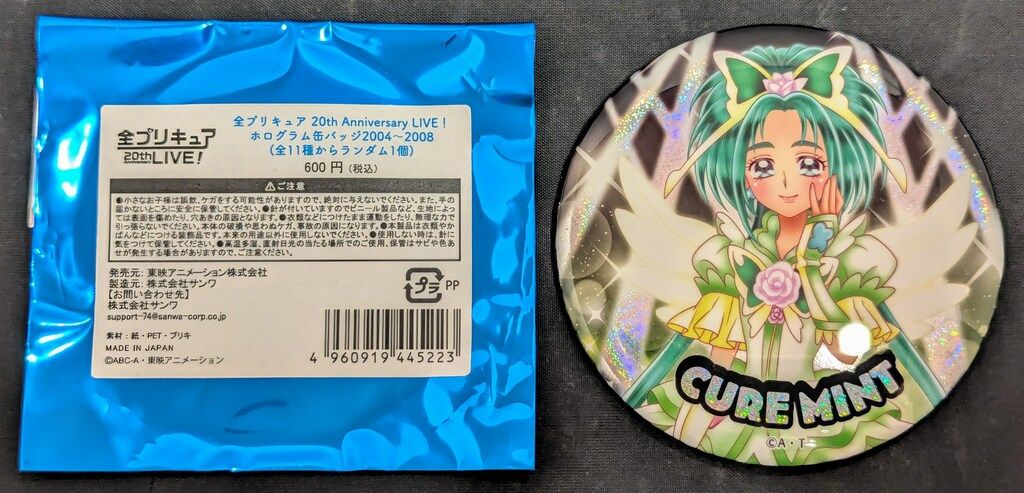 全プリキュア
20th Anniversary LIVE!
全プリキュア 20th Anniversary LIVE！
ホログラム缶バッジ2004～2008
（全11種からランダム1個）
600円（税込）
⚠ご注意
●小さなお子様は誤飲、ケガをする可能性がありますので、絶対に与えないでください。また、手の
届かないところに安全に保管してください。●針が付いていますのでビニール製品など、生地によっ
ては表面を傷めたり、穴あきの原因となります。●衣類などにつけたまま運動をしたり、無理な力で
引っ張らないでください。本体の破損や思わぬケガ、事故の原因になります。●本製品は衣類やか
ばんなどにつける装飾品です。本来の用途以外に使用しないでください。●使用しない時は、針に
気をつけて保管してください。●高温多湿、直射日光の当たる場所でのご使用、保管はサビや色あ
せが発生する場合がありますので、ご注意ください。
発売元：東映アニメーション株式会社
製造元：株式会社サンワ
【お問い合わせ先】
株式会社サンワ
support-74@sanwa-corp.co.jp
プラ PP
素材：紙・PET・ブリキ
MADE IN JAPAN
©ABC-A・東映アニメーション
4 960919 445223
CURE MINT
©A・T